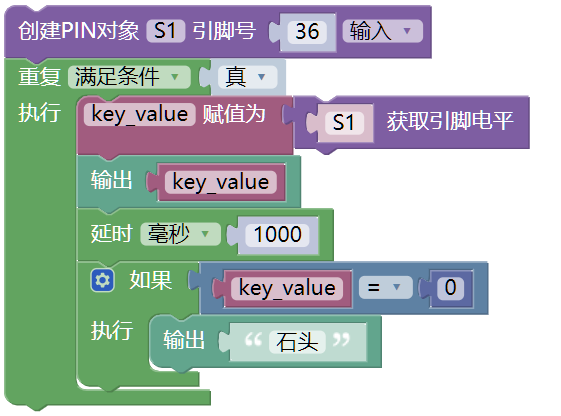 创建PIN对象 S1 引脚号 36 输入
重复 满足条件 真
执行 key_value 赋值为 S1 获取引脚电平
输出 key_value
延时 毫秒 1000
如果 key_value = 0
执行 输出 “石头”